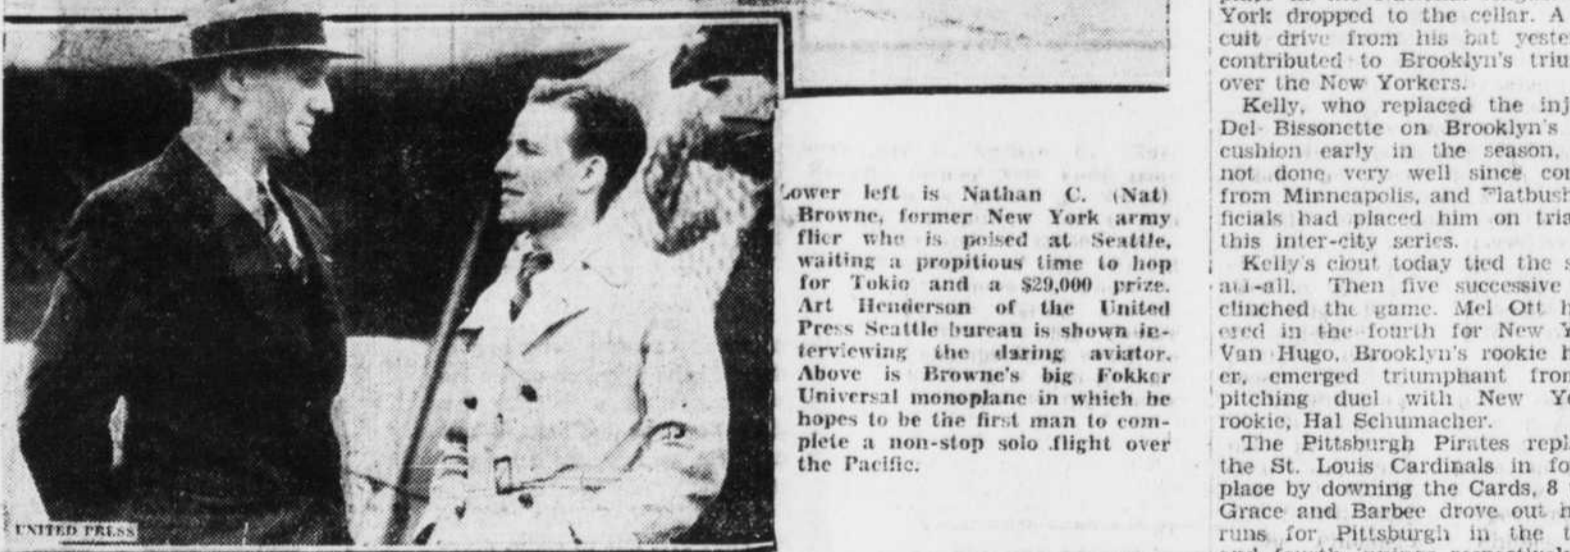 UNITED PRESS
Lower left is Nathan C. (Nat)
Browne, former New York army
flier who is poised at Seattle,
waiting a propitious time to hop
for Tokio and a $29,000 prize.
Art Henderson of the United
Press Seattle bureau is shown in-
terviewing the daring aviator.
Above is Browne's big Fokker
Universal monoplane in which he
hopes to be the first man to com-
plete a non-stop solo flight over
the Pacific.
York dropped to the cellar. A
cuit drive from his bat yeste
contributed to Brooklyn's triu
over the New Yorkers.
Kelly, who replaced the inj
Del Bissonette on Brooklyn's
cushion early in the season,
not done very well since co
from Minneapolis, and Flatbush
ficials had placed him on tria
this inter-city series.
Kelly's clout today tied the s
at 1-all. Then five successive
clinched the game. Mel Ott h
ered in the fourth for New Y
Van Hugo, Brooklyn's rookie h
er, emerged triumphant fron
pitching duel with New Yo
rookie, Hal Schumacher.
The Pittsburgh Pirates repl
the St. Louis Cardinals in fo
place by downing the Cards, 8
Grace and Barbee drove out h
runs for Pittsburgh in the t